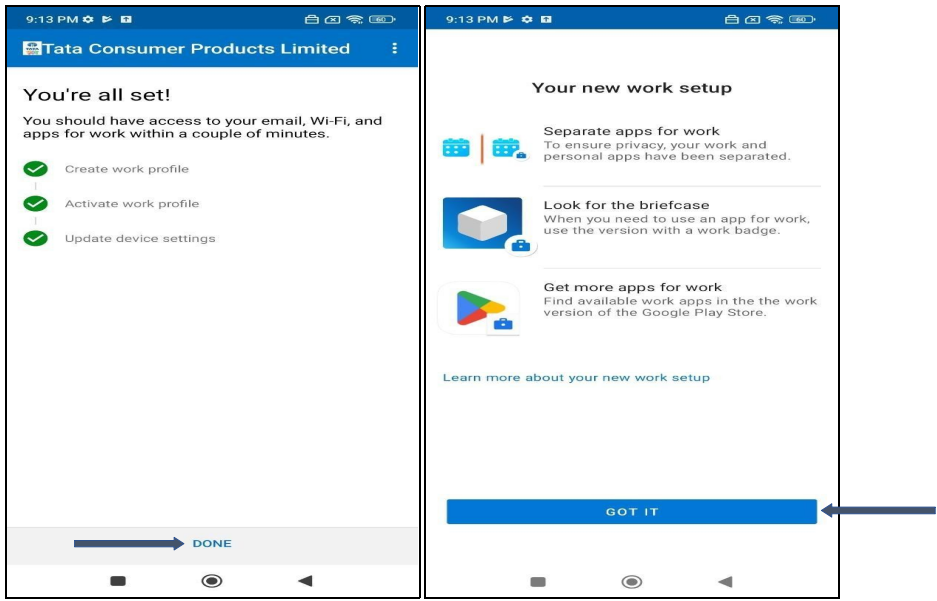 9:13 PM
60
Tata Consumer Products Limited
You're all set!
You should have access to your email, Wi-Fi, and
apps for work within a couple of minutes.
Create work profile
Activate work profile
Update device settings
DONE
9:13 PM
60
Your new work setup
Separate apps for work
To ensure privacy, your work and
personal apps have been separated.
Look for the briefcase
When you need to use an app for work,
use the version with a work badge.
Get more apps for work
Find available work apps in the the work
version of the Google Play Store.
Learn more about your new work setup
GOT IT